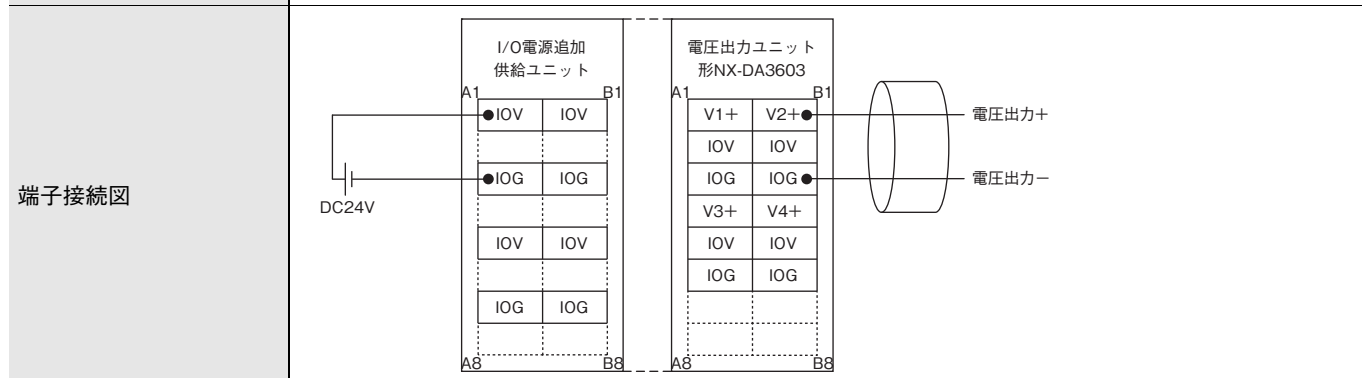 端子接続図
I/O電源追加
供給ユニット
A1 B1
IOV IOV
IOG IOG
IOV IOV
IOG IOG
A8 B8
DC24V
電圧出力ユニット
形NX-DA3603
A1 B1
V1+ V2+
IOV IOV
IOG IOG
V3+ V4+
IOV IOV
IOG IOG
A8 B8
電圧出力+
電圧出力−